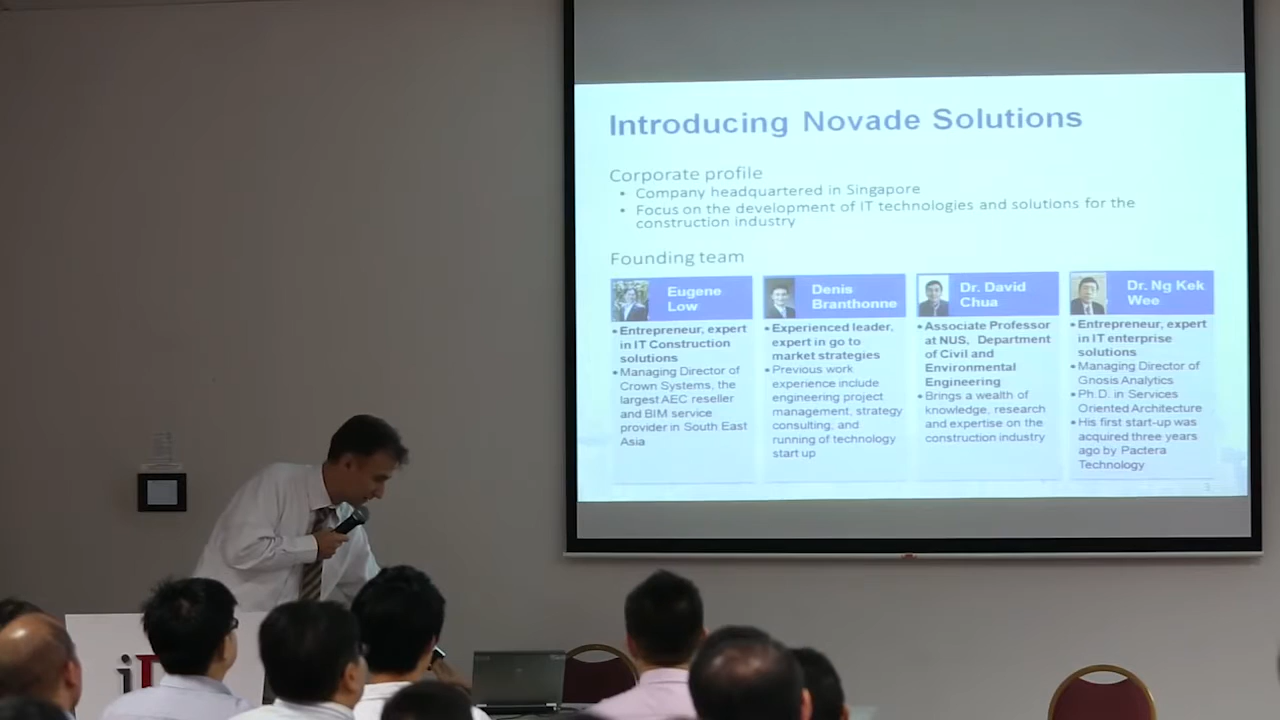 Introducing Novade Solutions
Corporate profile
• Company headquartered in Singapore
• Focus on the development of IT technologies and solutions for the
construction industry
Founding team
Eugene
Low
• Entrepreneur, expert
in IT Construction
solutions
• Managing Director of
Crown Systems, the
largest AEC reseller
and BIM service
provider in South East
Asia
Denis
Branthonne
• Experienced leader,
expert in go to
market strategies
• Previous work
experience include
engineering project
management, strategy
consulting, and
running of technology
start up
Dr. David
Chua
• Associate Professor
at NUS, Department
of Civil and
Environmental
Engineering
• Brings a wealth of
knowledge, research
and expertise on the
construction industry
Dr. Ng Kek
Wee
• Entrepreneur, expert
in IT enterprise
solutions
• Managing Director of
Gnosis Analytics
• Ph.D. in Services
Oriented Architecture
• His first start-up was
acquired three years
ago by Pactera
Technology
3